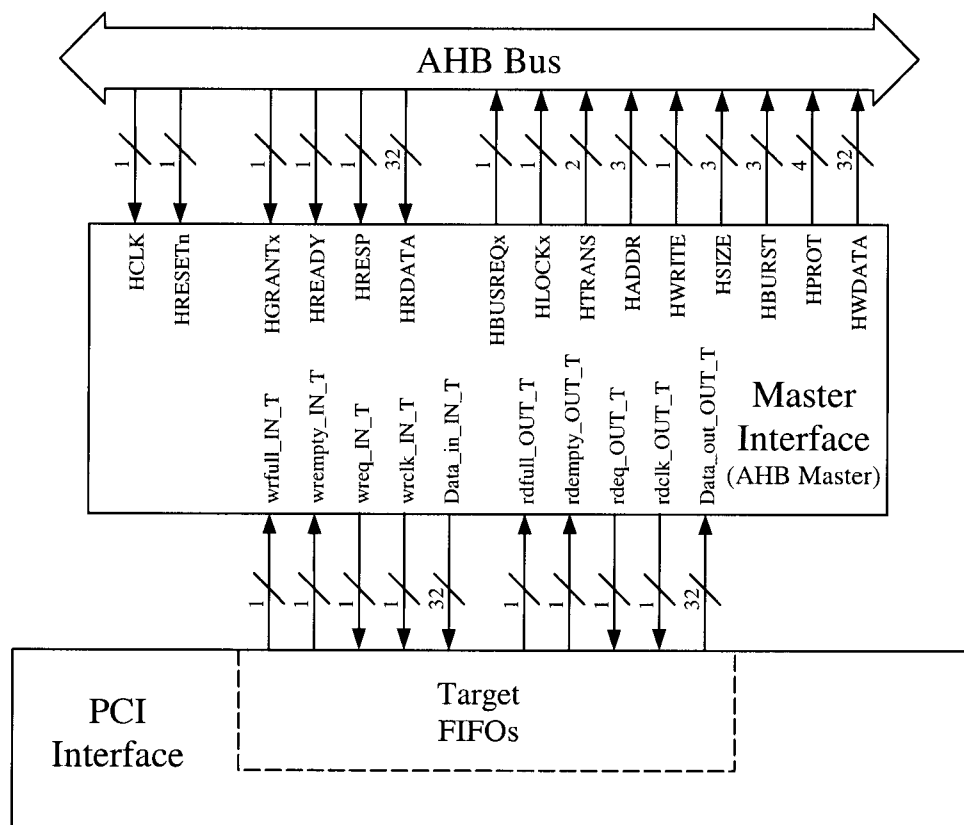 AHB Bus
1
1
1
1
1
32
1
1
2
3
1
3
3
4
32
HCLK
HRESETn
HGRANTx
HREADY
HRESP
HRDATA
HBUSREQx
HLOCKx
HTRANS
HADDR
HWRITE
HSIZE
HBURST
HPROT
HWDATA
wrfull_IN_T
wrempty_IN_T
wreq_IN_T
wrclk_IN_T
Data_in_IN_T
rdfull_OUT_T
rdempty_OUT_T
rdeq_OUT_T
rdclk_OUT_T
Data_out_OUT_T
Master
Interface
(AHB Master)
1
1
1
1
32
1
1
1
1
32
PCI
Interface
Target
FIFOs